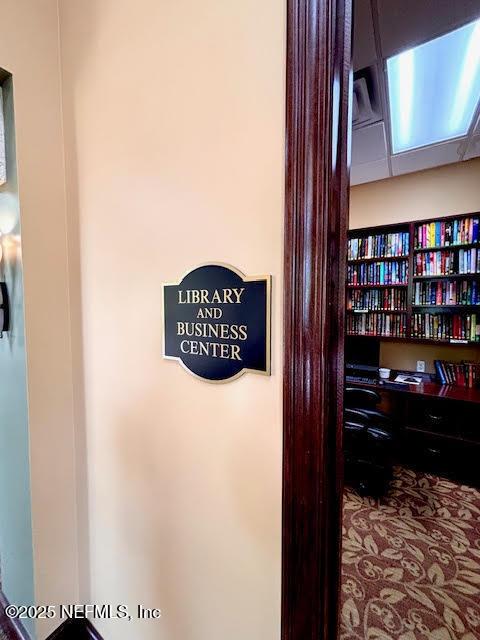 LIBRARY
AND
BUSINESS
CENTER
©2025 NEFMLS, Inc